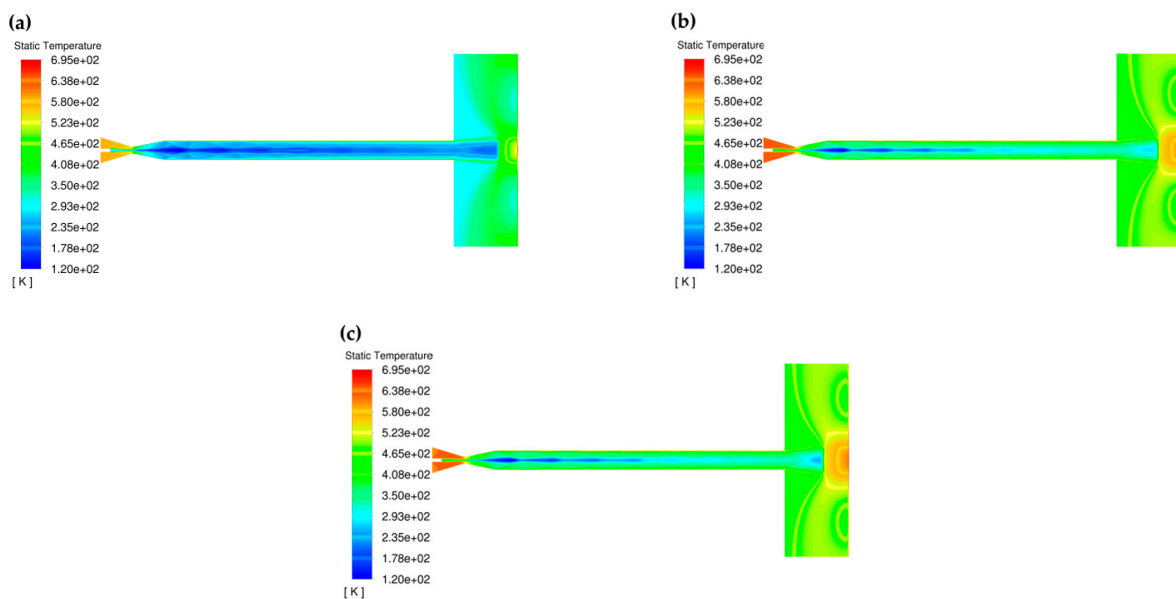 (a)
Static Temperature
6.95e+02
6.38e+02
5.80e+02
5.23e+02
4.65e+02
4.08e+02
3.50e+02
2.93e+02
2.35e+02
1.78e+02
1.20e+02
[ K ]
(b)
Static Temperature
6.95e+02
6.38e+02
5.80e+02
5.23e+02
4.65e+02
4.08e+02
3.50e+02
2.93e+02
2.35e+02
1.78e+02
1.20e+02
[ K ]
(c)
Static Temperature
6.95e+02
6.38e+02
5.80e+02
5.23e+02
4.65e+02
4.08e+02
3.50e+02
2.93e+02
2.35e+02
1.78e+02
1.20e+02
[ K ]